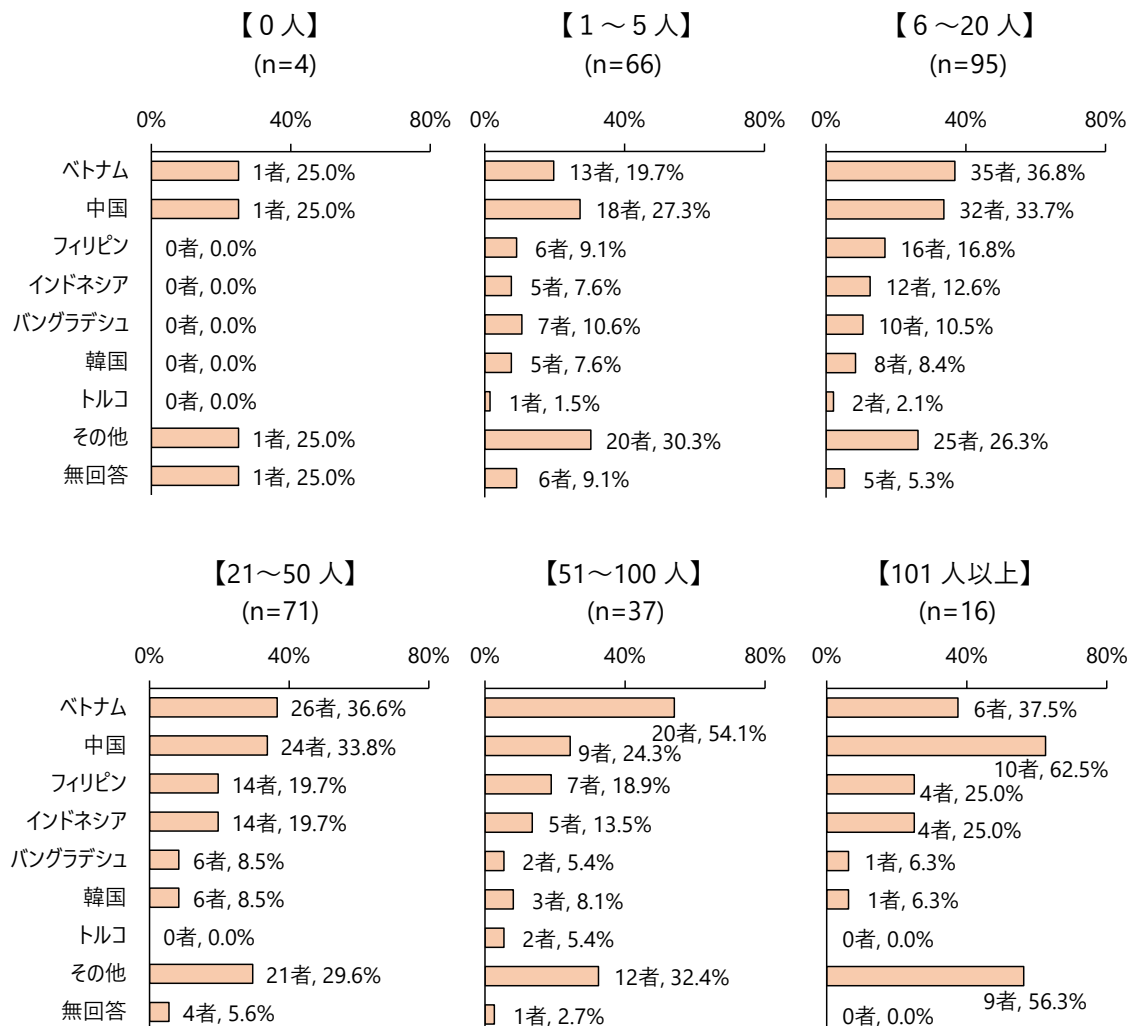 【０人】
(n=4)
0% 40% 80%
ベトナム 1者, 25.0%
中国 1者, 25.0%
フィリピン 0者, 0.0%
インドネシア 0者, 0.0%
バングラデシュ 0者, 0.0%
韓国 0者, 0.0%
トルコ 0者, 0.0%
その他 1者, 25.0%
無回答 1者, 25.0%
【１～５人】
(n=66)
0% 40% 80%
13者, 19.7%
18者, 27.3%
6者, 9.1%
5者, 7.6%
7者, 10.6%
5者, 7.6%
1者, 1.5%
20者, 30.3%
6者, 9.1%
【６～20人】
(n=95)
0% 40% 80%
35者, 36.8%
32者, 33.7%
16者, 16.8%
12者, 12.6%
10者, 10.5%
8者, 8.4%
2者, 2.1%
25者, 26.3%
5者, 5.3%
【21～50人】
(n=71)
0% 40% 80%
ベトナム 26者, 36.6%
中国 24者, 33.8%
フィリピン 14者, 19.7%
インドネシア 14者, 19.7%
バングラデシュ 6者, 8.5%
韓国 6者, 8.5%
トルコ 0者, 0.0%
その他 21者, 29.6%
無回答 4者, 5.6%
【51～100人】
(n=37)
0% 40% 80%
20者, 54.1%
9者, 24.3%
7者, 18.9%
5者, 13.5%
2者, 5.4%
3者, 8.1%
2者, 5.4%
12者, 32.4%
1者, 2.7%
【101人以上】
(n=16)
0% 40% 80%
6者, 37.5%
10者, 62.5%
4者, 25.0%
4者, 25.0%
1者, 6.3%
1者, 6.3%
0者, 0.0%
9者, 56.3%
0者, 0.0%